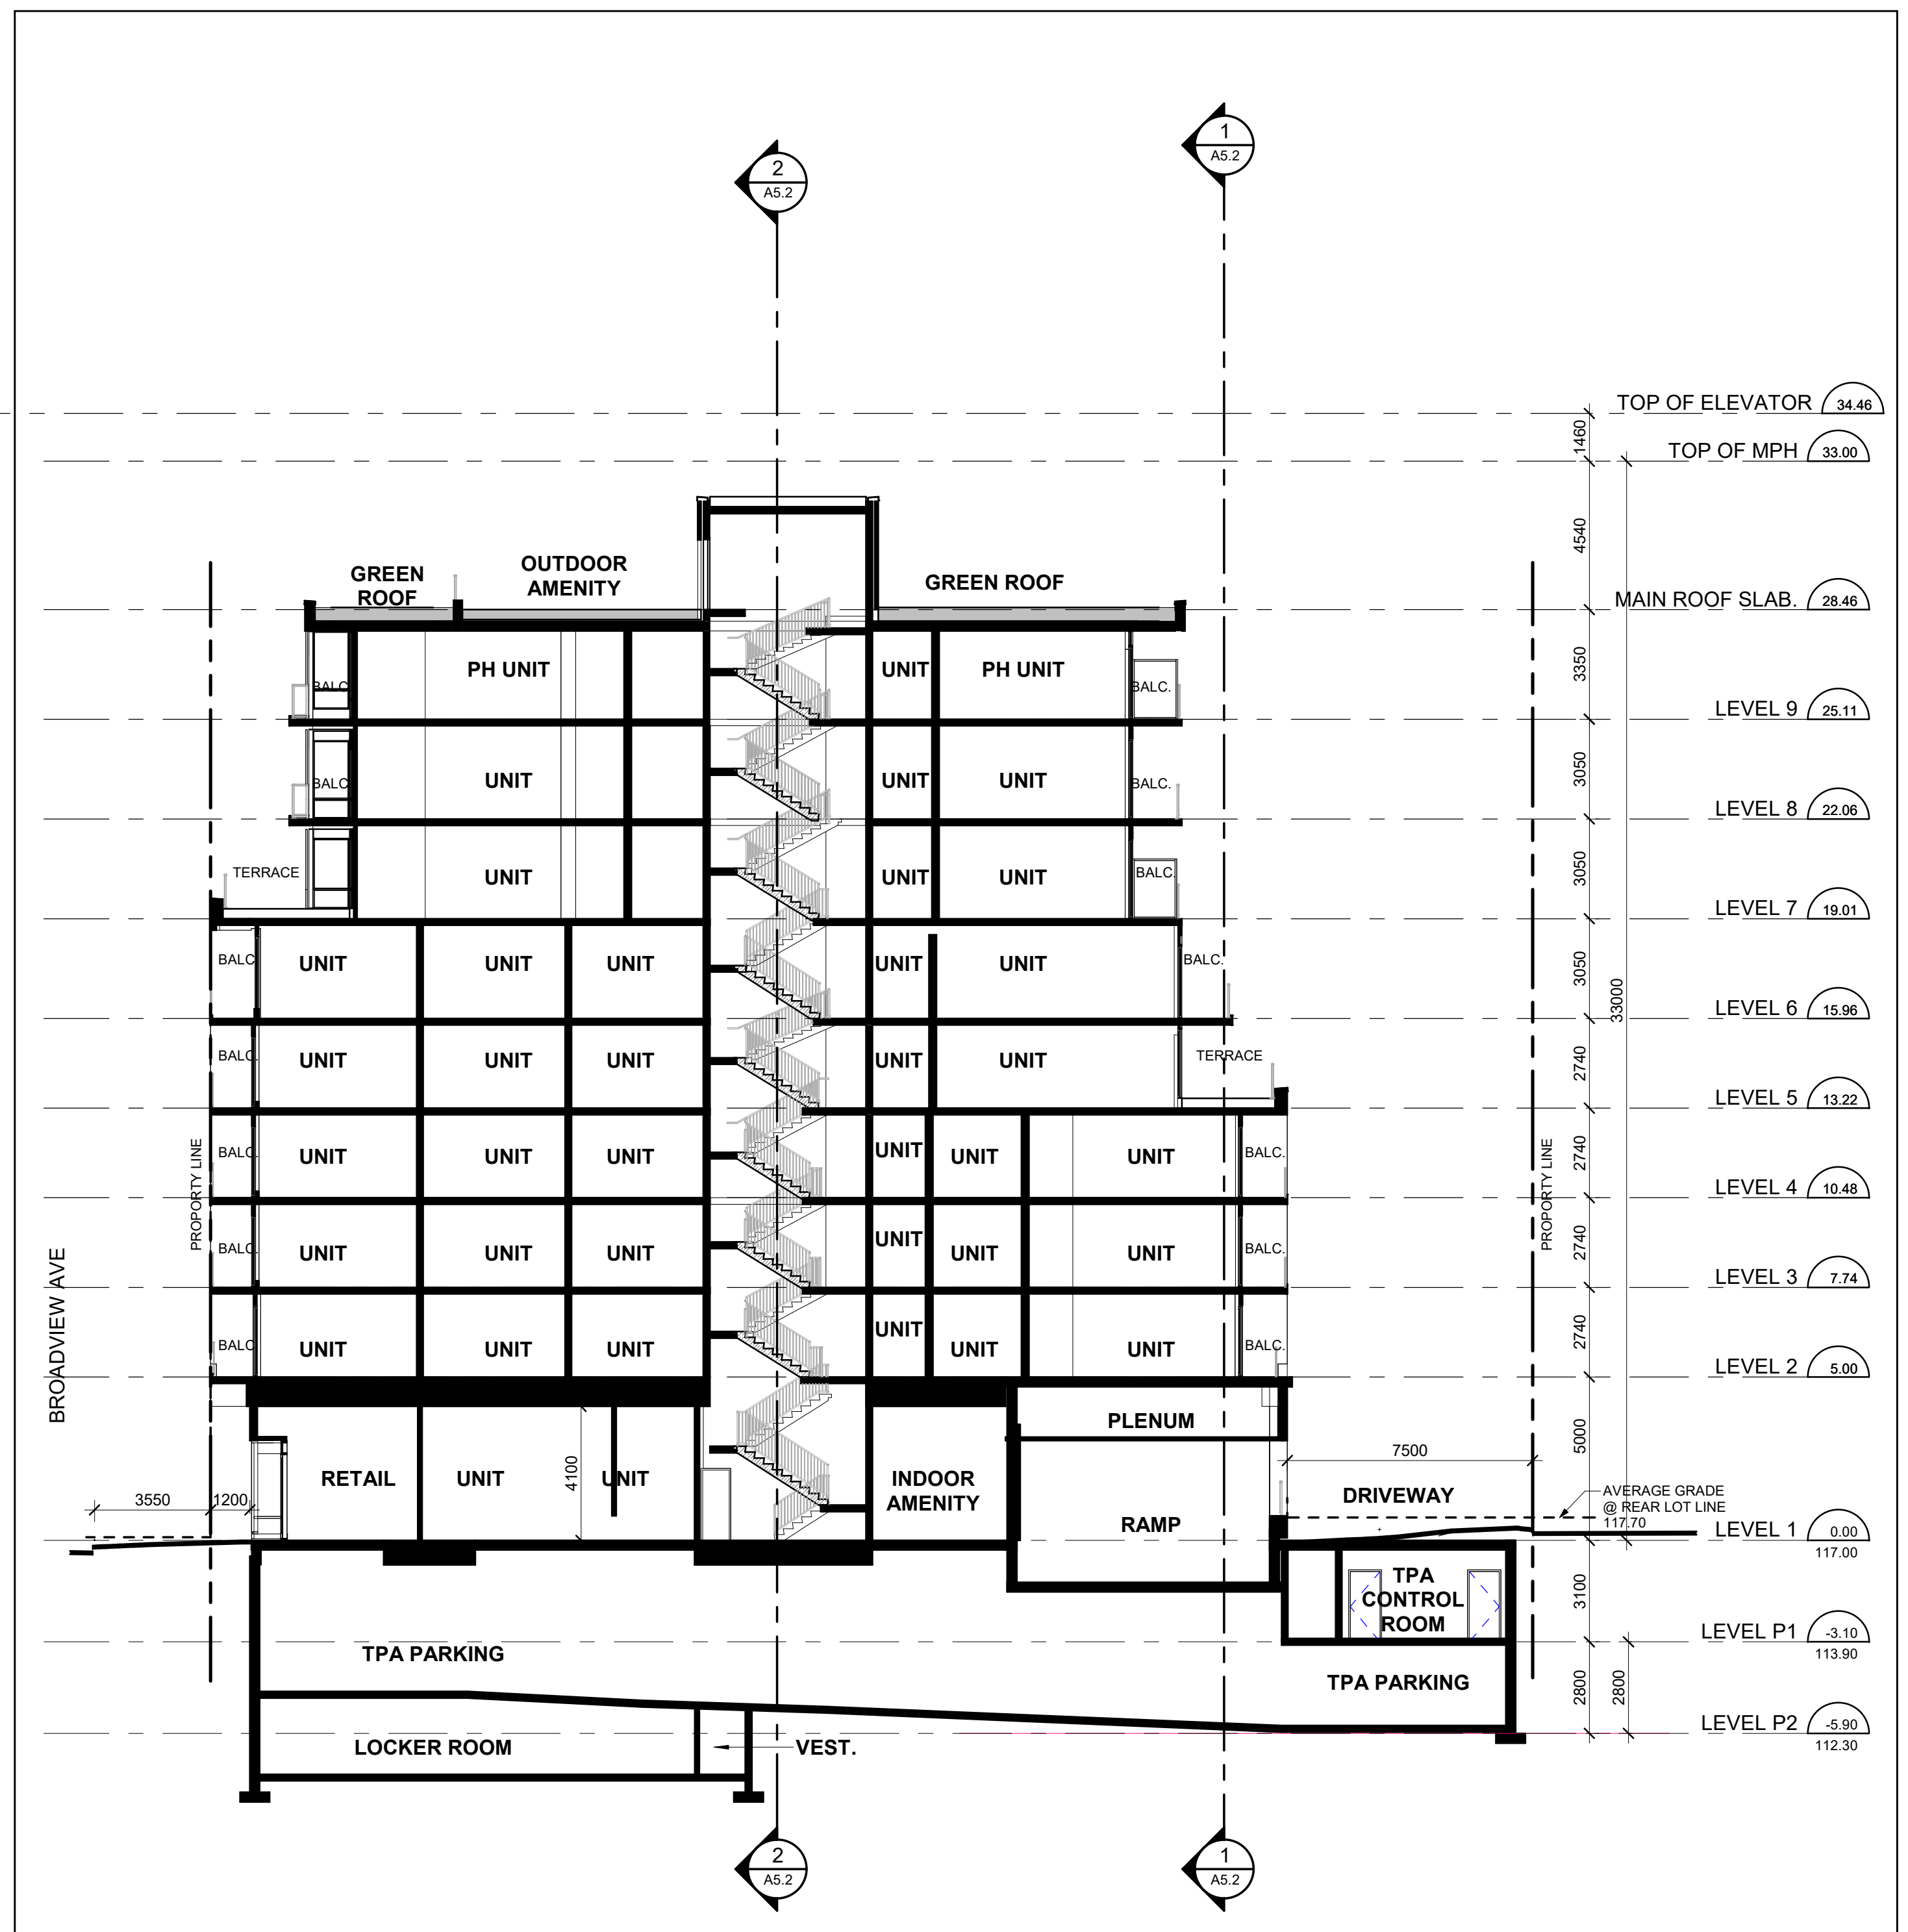 1
A5.2
2
A5.2
TOP OF ELEVATOR 34.46
1460
TOP OF MPH 33.00
4540
OUTDOOR
AMENITY
GREEN
ROOF
GREEN ROOF
MAIN ROOF SLAB. 28.46
3350
PH UNIT UNIT PH UNIT
BALC. BALC.
LEVEL 9 25.11
3050
BALC UNIT UNIT UNIT BALC.
LEVEL 8 22.06
3050
TERRACE UNIT UNIT UNIT BALC.
LEVEL 7 19.01
3050
BALC UNIT UNIT UNIT UNIT UNIT BALC.
33000
LEVEL 6 15.96
2740
BALC. UNIT UNIT UNIT UNIT UNIT TERRACE
LEVEL 5 13.22
2740
PROPORTY LINE
PROPORTY LINE
BALC. UNIT UNIT UNIT UNIT UNIT UNIT BALC.
LEVEL 4 10.48
2740
BALC. UNIT UNIT UNIT UNIT UNIT UNIT BALC.
BROADVIEW AVE
LEVEL 3 7.74
2740
BALC UNIT UNIT UNIT UNIT UNIT UNIT BALC.
LEVEL 2 5.00
5000
PLENUM
7500
RETAIL UNIT 4100 UNIT
INDOOR
AMENITY
DRIVEWAY
AVERAGE GRADE
@ REAR LOT LINE
117.70
3550 1200
RAMP
LEVEL 1 0.00
117.00
3100
TPA
CONTROL
ROOM
LEVEL P1 -3.10
113.90
TPA PARKING
TPA PARKING
2800 2800
LEVEL P2 -5.90
112.30
LOCKER ROOM VEST.
2
A5.2
1
A5.2